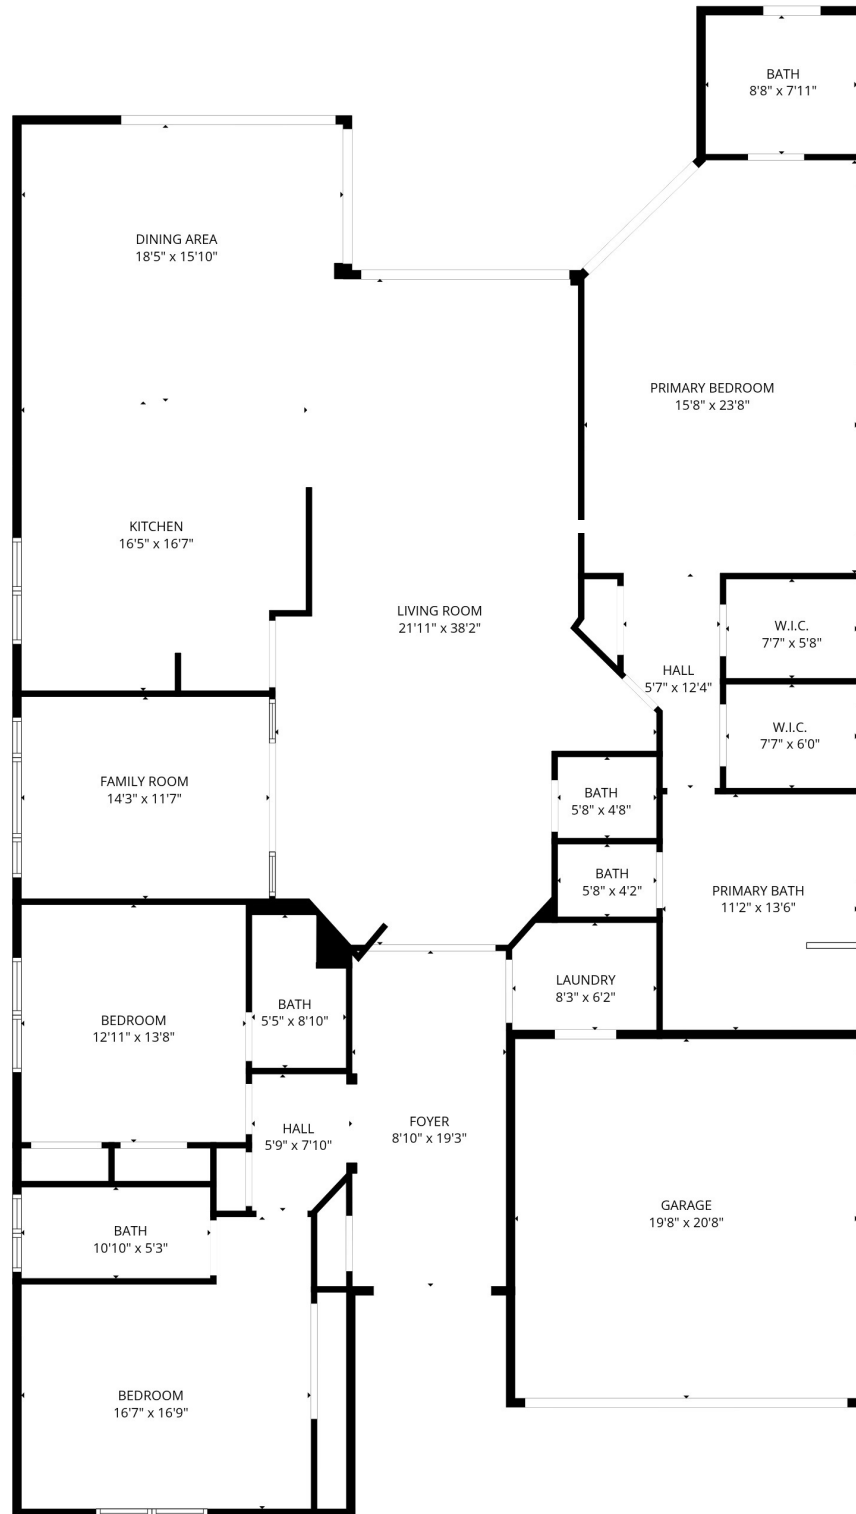 BATH
8'8" x 7'11"
DINING AREA
18'5" x 15'10"
PRIMARY BEDROOM
15'8" x 23'8"
KITCHEN
16'5" x 16'7"
LIVING ROOM
21'11" x 38'2"
W.I.C.
7'7" x 5'8"
HALL
5'7" x 12'4"
W.I.C.
7'7" x 6'0"
FAMILY ROOM
14'3" x 11'7"
BATH
5'8" x 4'8"
BATH
5'8" x 4'2"
PRIMARY BATH
11'2" x 13'6"
LAUNDRY
8'3" x 6'2"
BATH
5'5" x 8'10"
BEDROOM
12'11" x 13'8"
HALL
5'9" x 7'10"
FOYER
8'10" x 19'3"
GARAGE
19'8" x 20'8"
BATH
10'10" x 5'3"
BEDROOM
16'7" x 16'9"